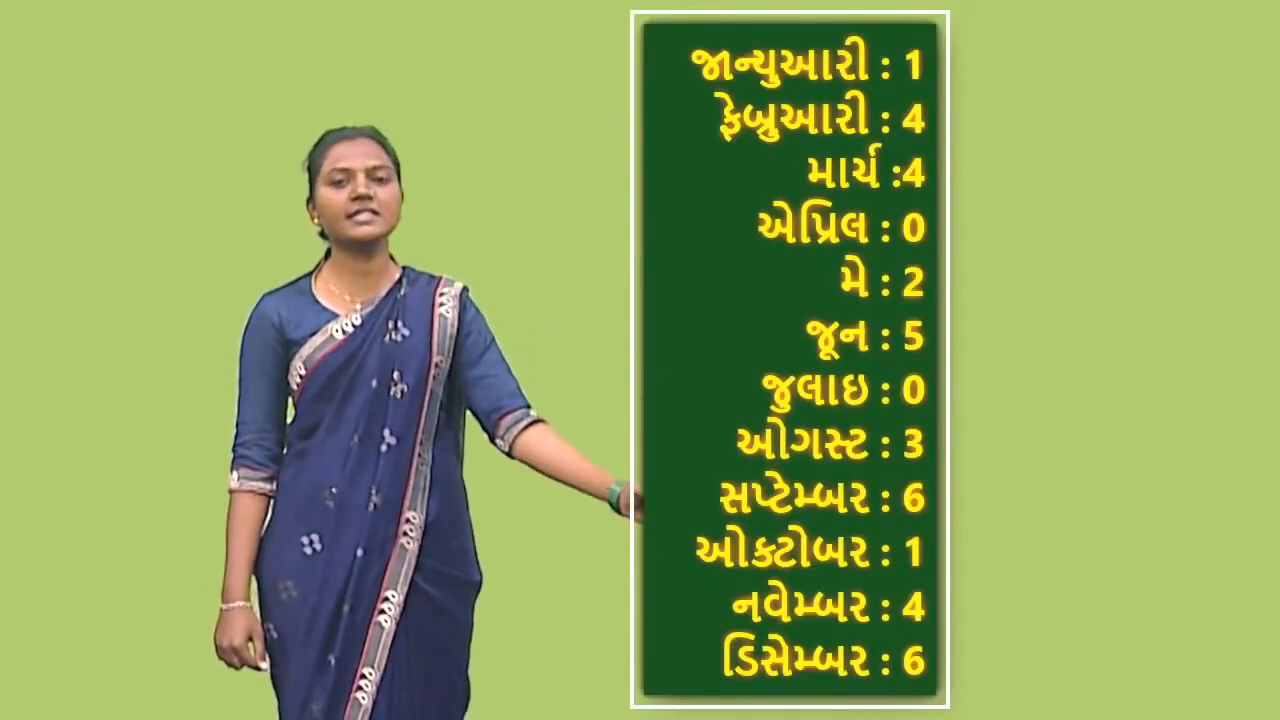 જાન્યુઆરી : 1
ફેબ્રુઆરી : 4
માર્ચ :4
એપ્રિલ : 0
મે : 2
જૂન : 5
જુલાઇ : 0
ઓગસ્ટ : 3
સપ્ટેમ્બર : 6
ઓક્ટોબર : 1
નવેમ્બર : 4
ડિસેમ્બર : 6